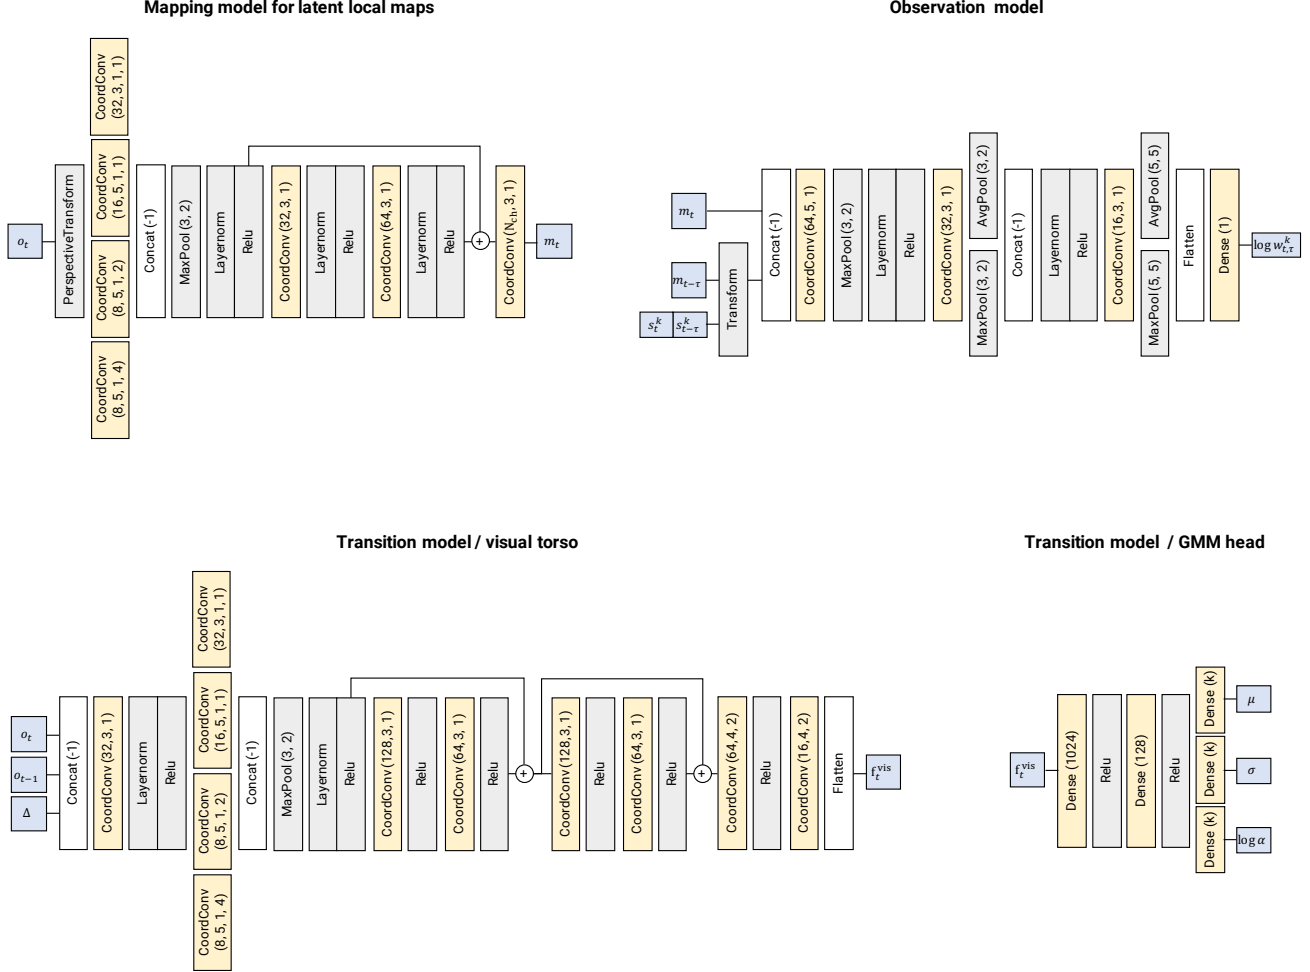 Mapping model for latent local maps
o_t
PerspectiveTransform
CoordConv
(32, 3, 1, 1)
CoordConv
(16, 5, 1, 1)
CoordConv
(8, 5, 1, 2)
CoordConv
(8, 5, 1, 4)
Concat (-1)
MaxPool (3, 2)
Layernorm
Relu
CoordConv (32, 3, 1)
Layernorm
Relu
CoordConv (64, 3, 1)
Layernorm
Relu
+
CoordConv (N_ch, 3, 1)
m_t
Observation model
m_t
m_{t−τ}
s_t^k
s_{t−τ}^k
Transform
Concat (-1)
CoordConv (64, 5, 1)
MaxPool (3, 2)
Layernorm
Relu
CoordConv (32, 3, 1)
AvgPool (3, 2)
MaxPool (3, 2)
Concat (-1)
Layernorm
Relu
CoordConv (16, 3, 1)
AvgPool (5, 5)
MaxPool (5, 5)
Flatten
Dense (1)
log w_{t,τ}^k
Transition model / visual torso
o_t
o_{t−1}
Δ
Concat (-1)
CoordConv (32, 3, 1)
Layernorm
Relu
CoordConv
(32, 3, 1, 1)
CoordConv
(16, 5, 1, 1)
CoordConv
(8, 5, 1, 2)
CoordConv
(8, 5, 1, 4)
Concat (-1)
MaxPool (3, 2)
Layernorm
Relu
CoordConv (128, 3, 1)
Relu
CoordConv (64, 3, 1)
Relu
+
CoordConv (128, 3, 1)
Relu
CoordConv (64, 3, 1)
Relu
+
CoordConv (64, 4, 2)
Relu
CoordConv (16, 4, 2)
Flatten
f_t^vis
Transition model / GMM head
f_t^vis
Dense (1024)
Relu
Dense (128)
Relu
Dense (k)
Dense (k)
Dense (k)
μ
σ
log α